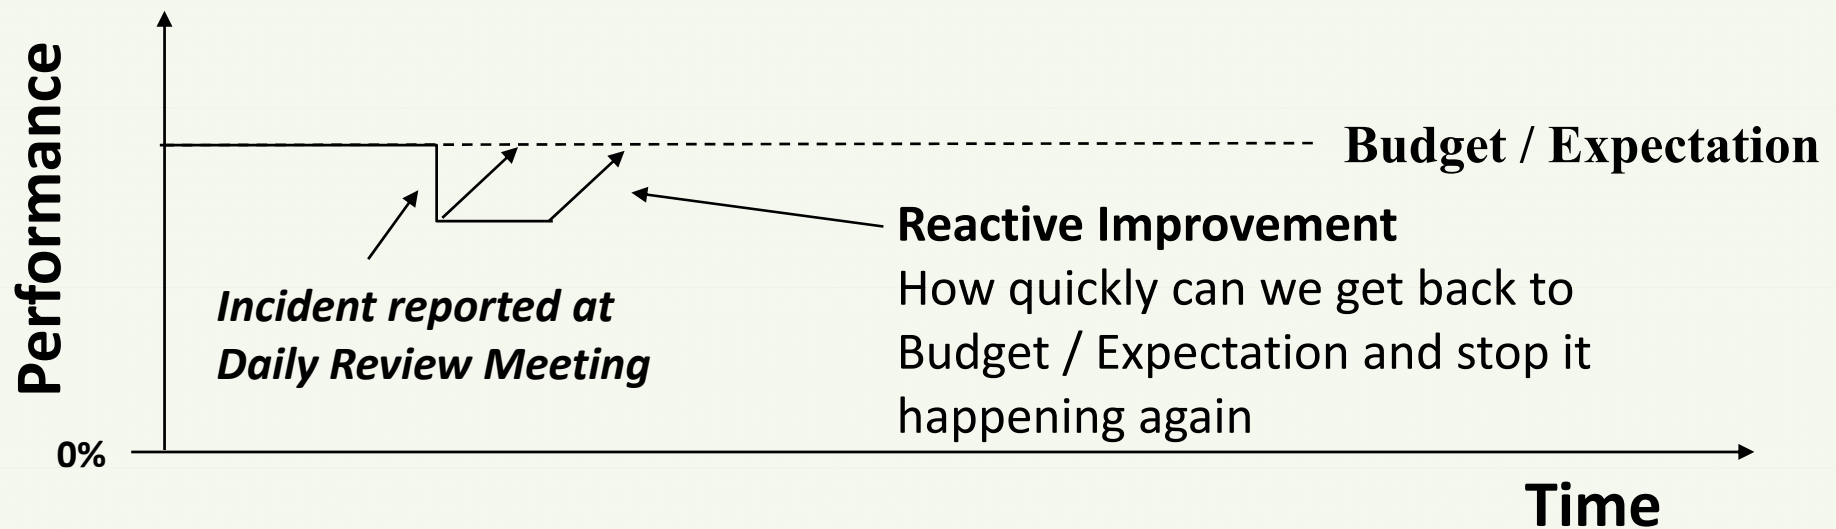 Performance
Budget / Expectation
Reactive Improvement
How quickly can we get back to
Budget / Expectation and stop it
happening again
Incident reported at
Daily Review Meeting
0%
Time